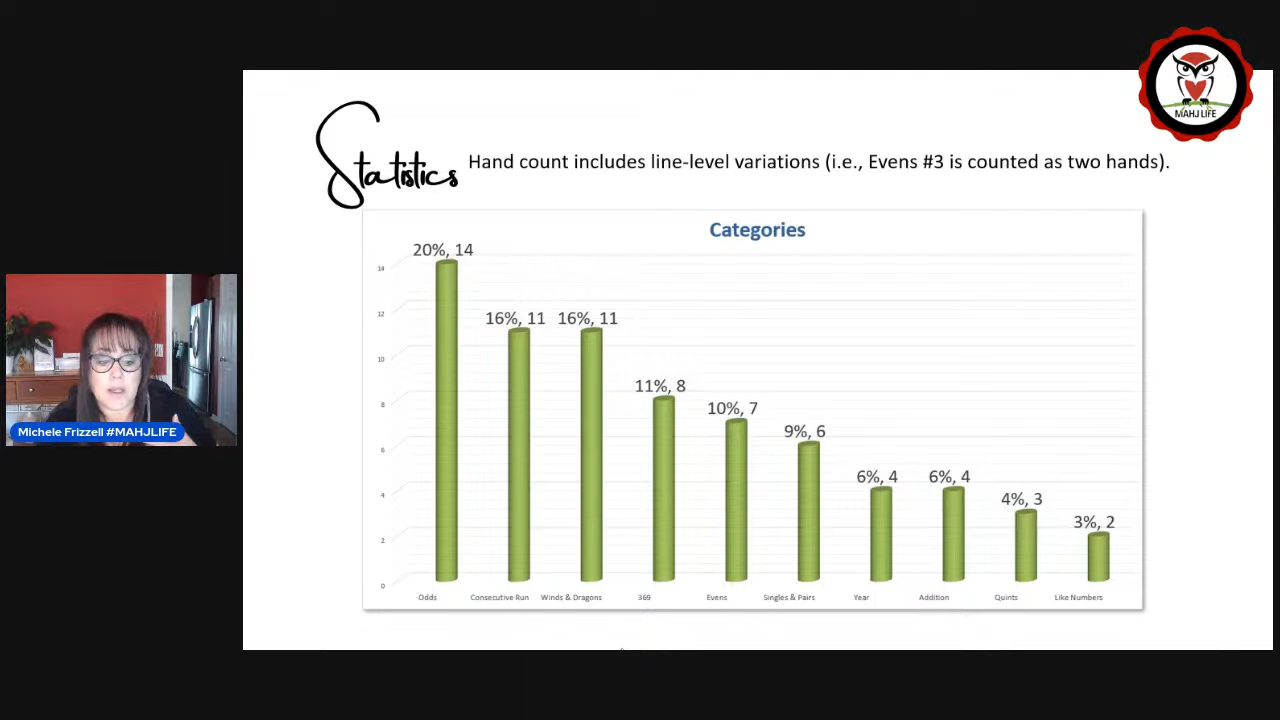 MAHJ LIFE
Statistics
Hand count includes line-level variations (i.e., Evens #3 is counted as two hands).
Categories
20%, 14
16%, 11
16%, 11
11%, 8
10%, 7
9%, 6
6%, 4
6%, 4
4%, 3
3%, 2
14
12
10
8
6
4
2
0
Odds
Consecutive Run
Winds & Dragons
369
Evens
Singles & Pairs
Year
Addition
Quints
Like Numbers
Michele Frizzell #MAHJLIFE